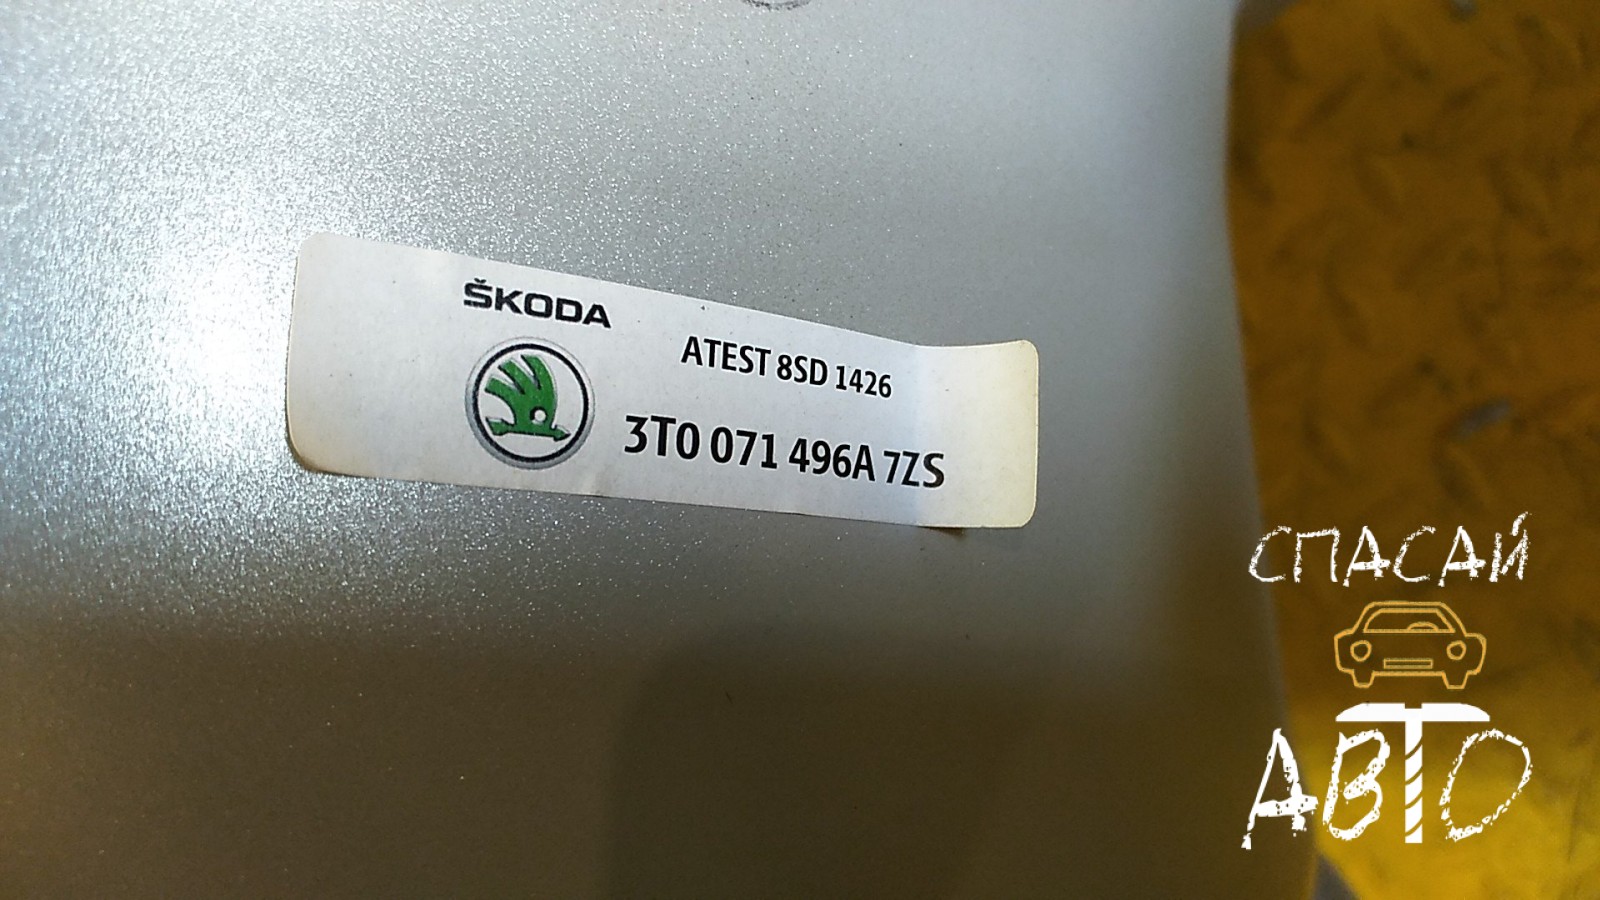 ŠKODA
ATEST 8SD 1426
3T0 071 496A 7ZS
СПАСАЙ
АВТО